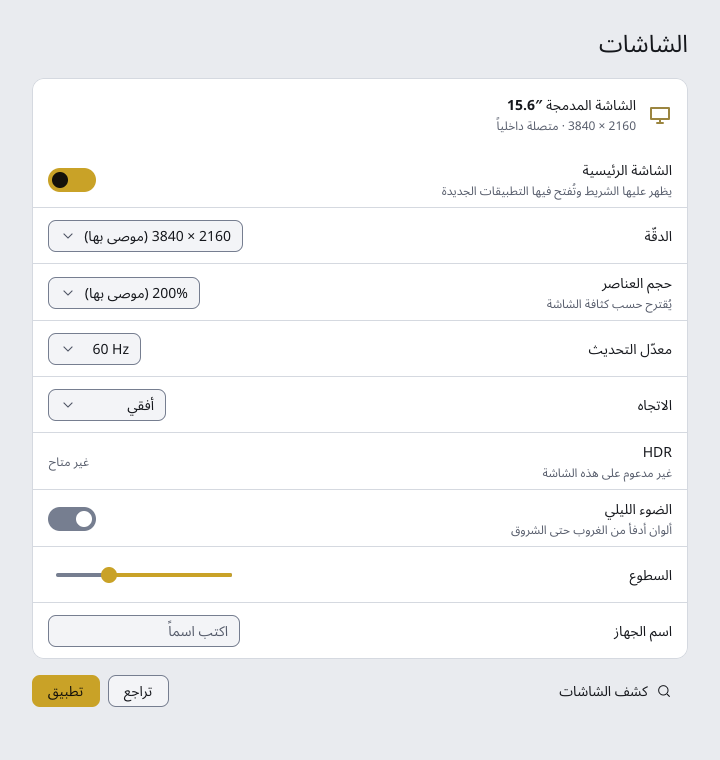 الشاشات
الشاشة المدمجة 15.6″
3840 × 2160 · متصلة داخلياً
الشاشة الرئيسية
يظهر عليها الشريط وتُفتح فيها التطبيقات الجديدة
الدقّة
3840 × 2160 (موصى بها)
حجم العناصر
يُقترح حسب كثافة الشاشة
200% (موصى بها)
معدّل التحديث
60 Hz
الاتجاه
أفقي
HDR
غير مدعوم على هذه الشاشة
غير متاح
الضوء الليلي
ألوان أدفأ من الغروب حتى الشروق
السطوع
اسم الجهاز
اكتب اسماً
كشف الشاشات
تراجع
تطبيق